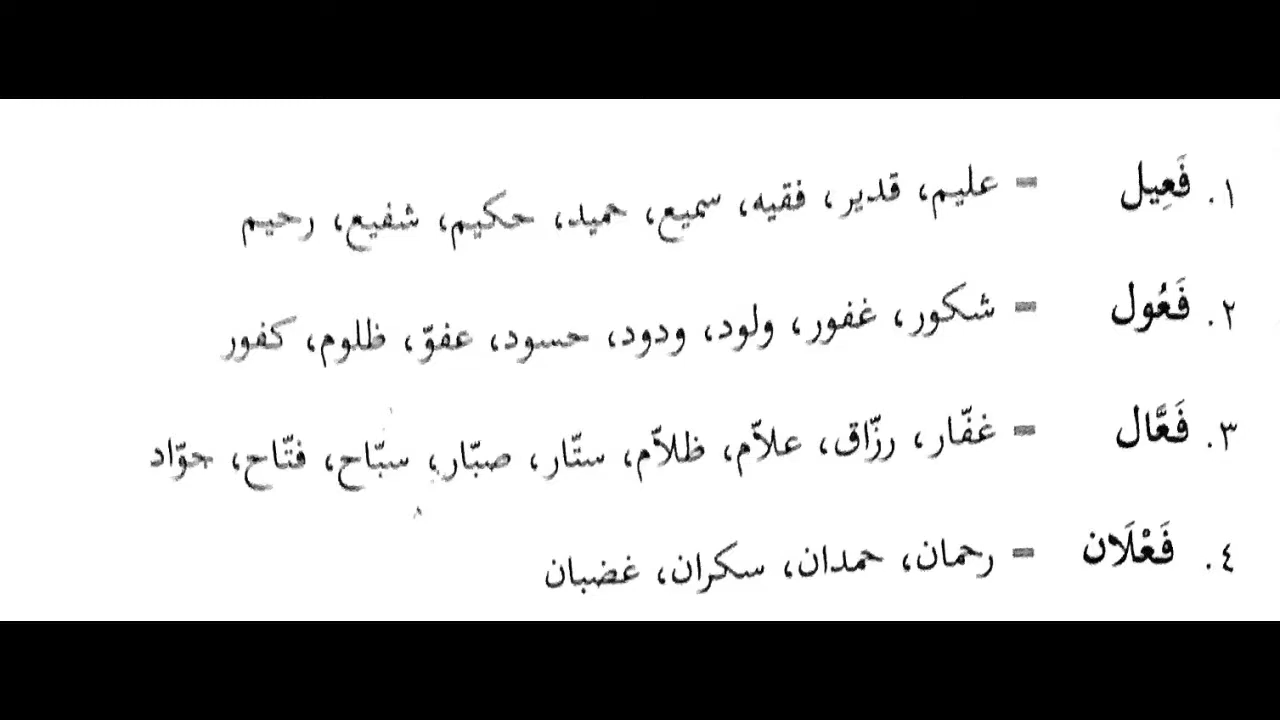 ١. فَعِيل = عليم، قدير، فقيه، سميع، حميد، حكيم، شفيع، رحيم
٢. فَعُول = شكور، غفور، ولود، ودود، حسود، عفوّ، ظلوم، كفور
٣. فَعَّال = غفّار، رزّاق، علاّم، ظلاّم، ستّار، صبّار، سبّاح، فتّاح، جوّاد
٤. فَعْلَان = رحمان، حمدان، سكران، غضبان